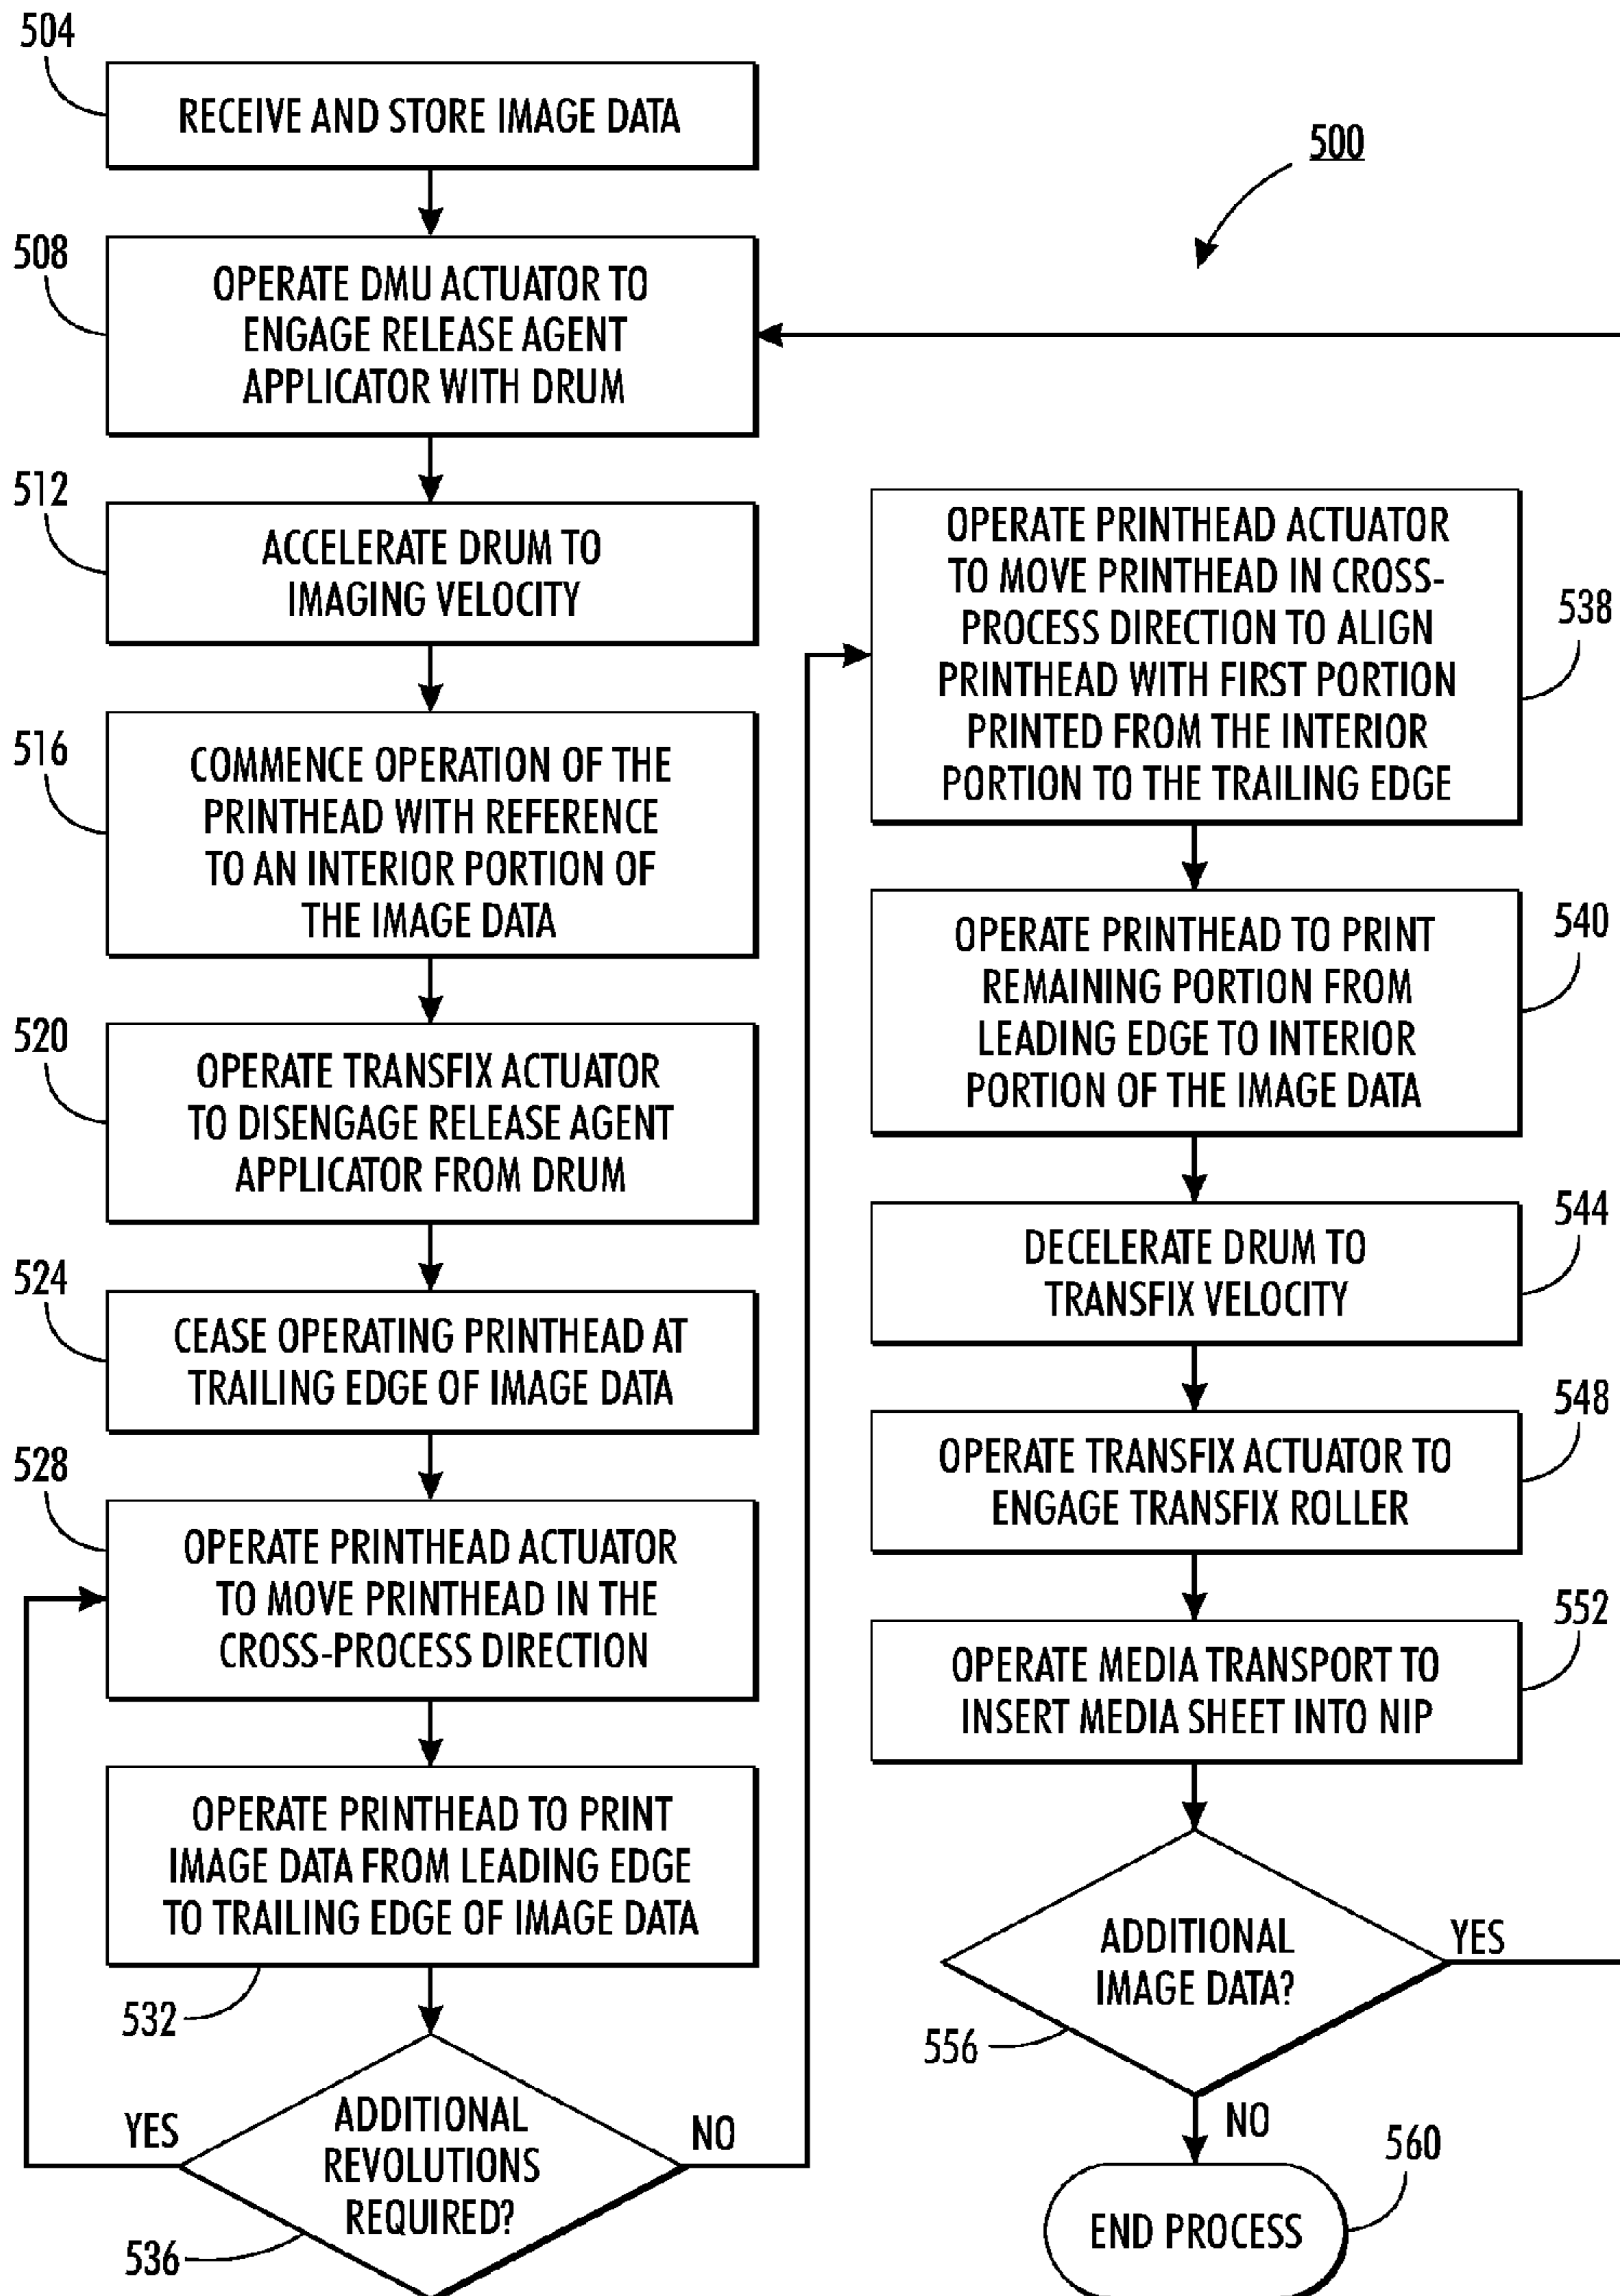 504
RECEIVE AND STORE IMAGE DATA
500
508
OPERATE DMU ACTUATOR TO
ENGAGE RELEASE AGENT
APPLICATOR WITH DRUM
512
ACCELERATE DRUM TO
IMAGING VELOCITY
516
COMMENCE OPERATION OF THE
PRINTHEAD WITH REFERENCE
TO AN INTERIOR PORTION OF
THE IMAGE DATA
520
OPERATE TRANSFIX ACTUATOR
TO DISENGAGE RELEASE AGENT
APPLICATOR FROM DRUM
524
CEASE OPERATING PRINTHEAD AT
TRAILING EDGE OF IMAGE DATA
528
OPERATE PRINTHEAD ACTUATOR
TO MOVE PRINTHEAD IN THE
CROSS-PROCESS DIRECTION
OPERATE PRINTHEAD TO PRINT
IMAGE DATA FROM LEADING EDGE
TO TRAILING EDGE OF IMAGE DATA
532
YES
ADDITIONAL
REVOLUTIONS
REQUIRED?
NO
536
OPERATE PRINTHEAD ACTUATOR
TO MOVE PRINTHEAD IN CROSS-
PROCESS DIRECTION TO ALIGN
PRINTHEAD WITH FIRST PORTION
PRINTED FROM THE INTERIOR
PORTION TO THE TRAILING EDGE
538
OPERATE PRINTHEAD TO PRINT
REMAINING PORTION FROM
LEADING EDGE TO INTERIOR
PORTION OF THE IMAGE DATA
540
DECELERATE DRUM TO
TRANSFIX VELOCITY
544
OPERATE TRANSFIX ACTUATOR TO
ENGAGE TRANSFIX ROLLER
548
OPERATE MEDIA TRANSPORT TO
INSERT MEDIA SHEET INTO NIP
552
ADDITIONAL
IMAGE DATA?
YES
556
NO
END PROCESS
560